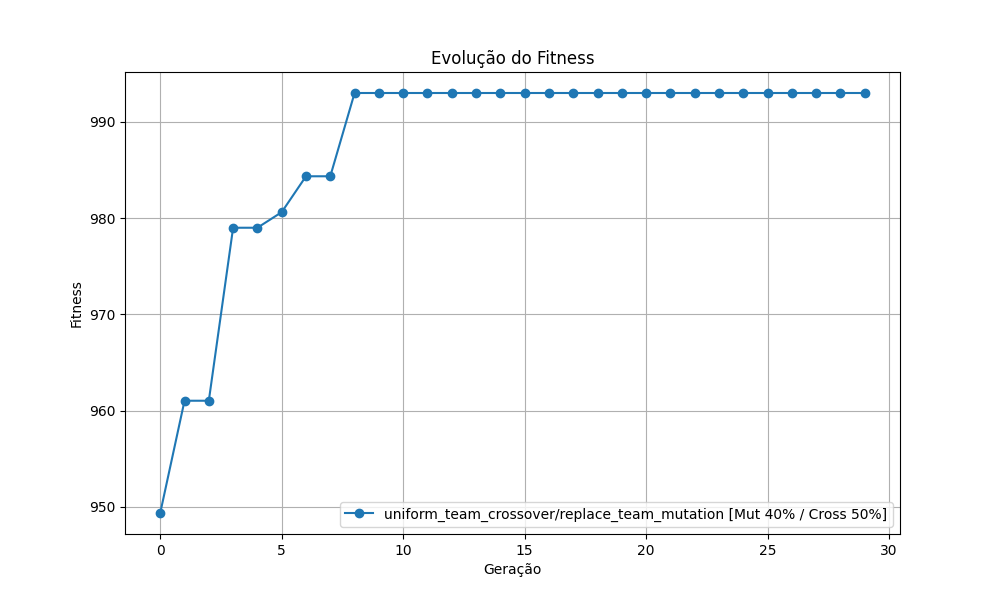 Evolução do Fitness
Fitness
990
980
970
960
950
uniform_team_crossover/replace_team_mutation [Mut 40% / Cross 50%]
0 5 10 15 20 25 30
Geração